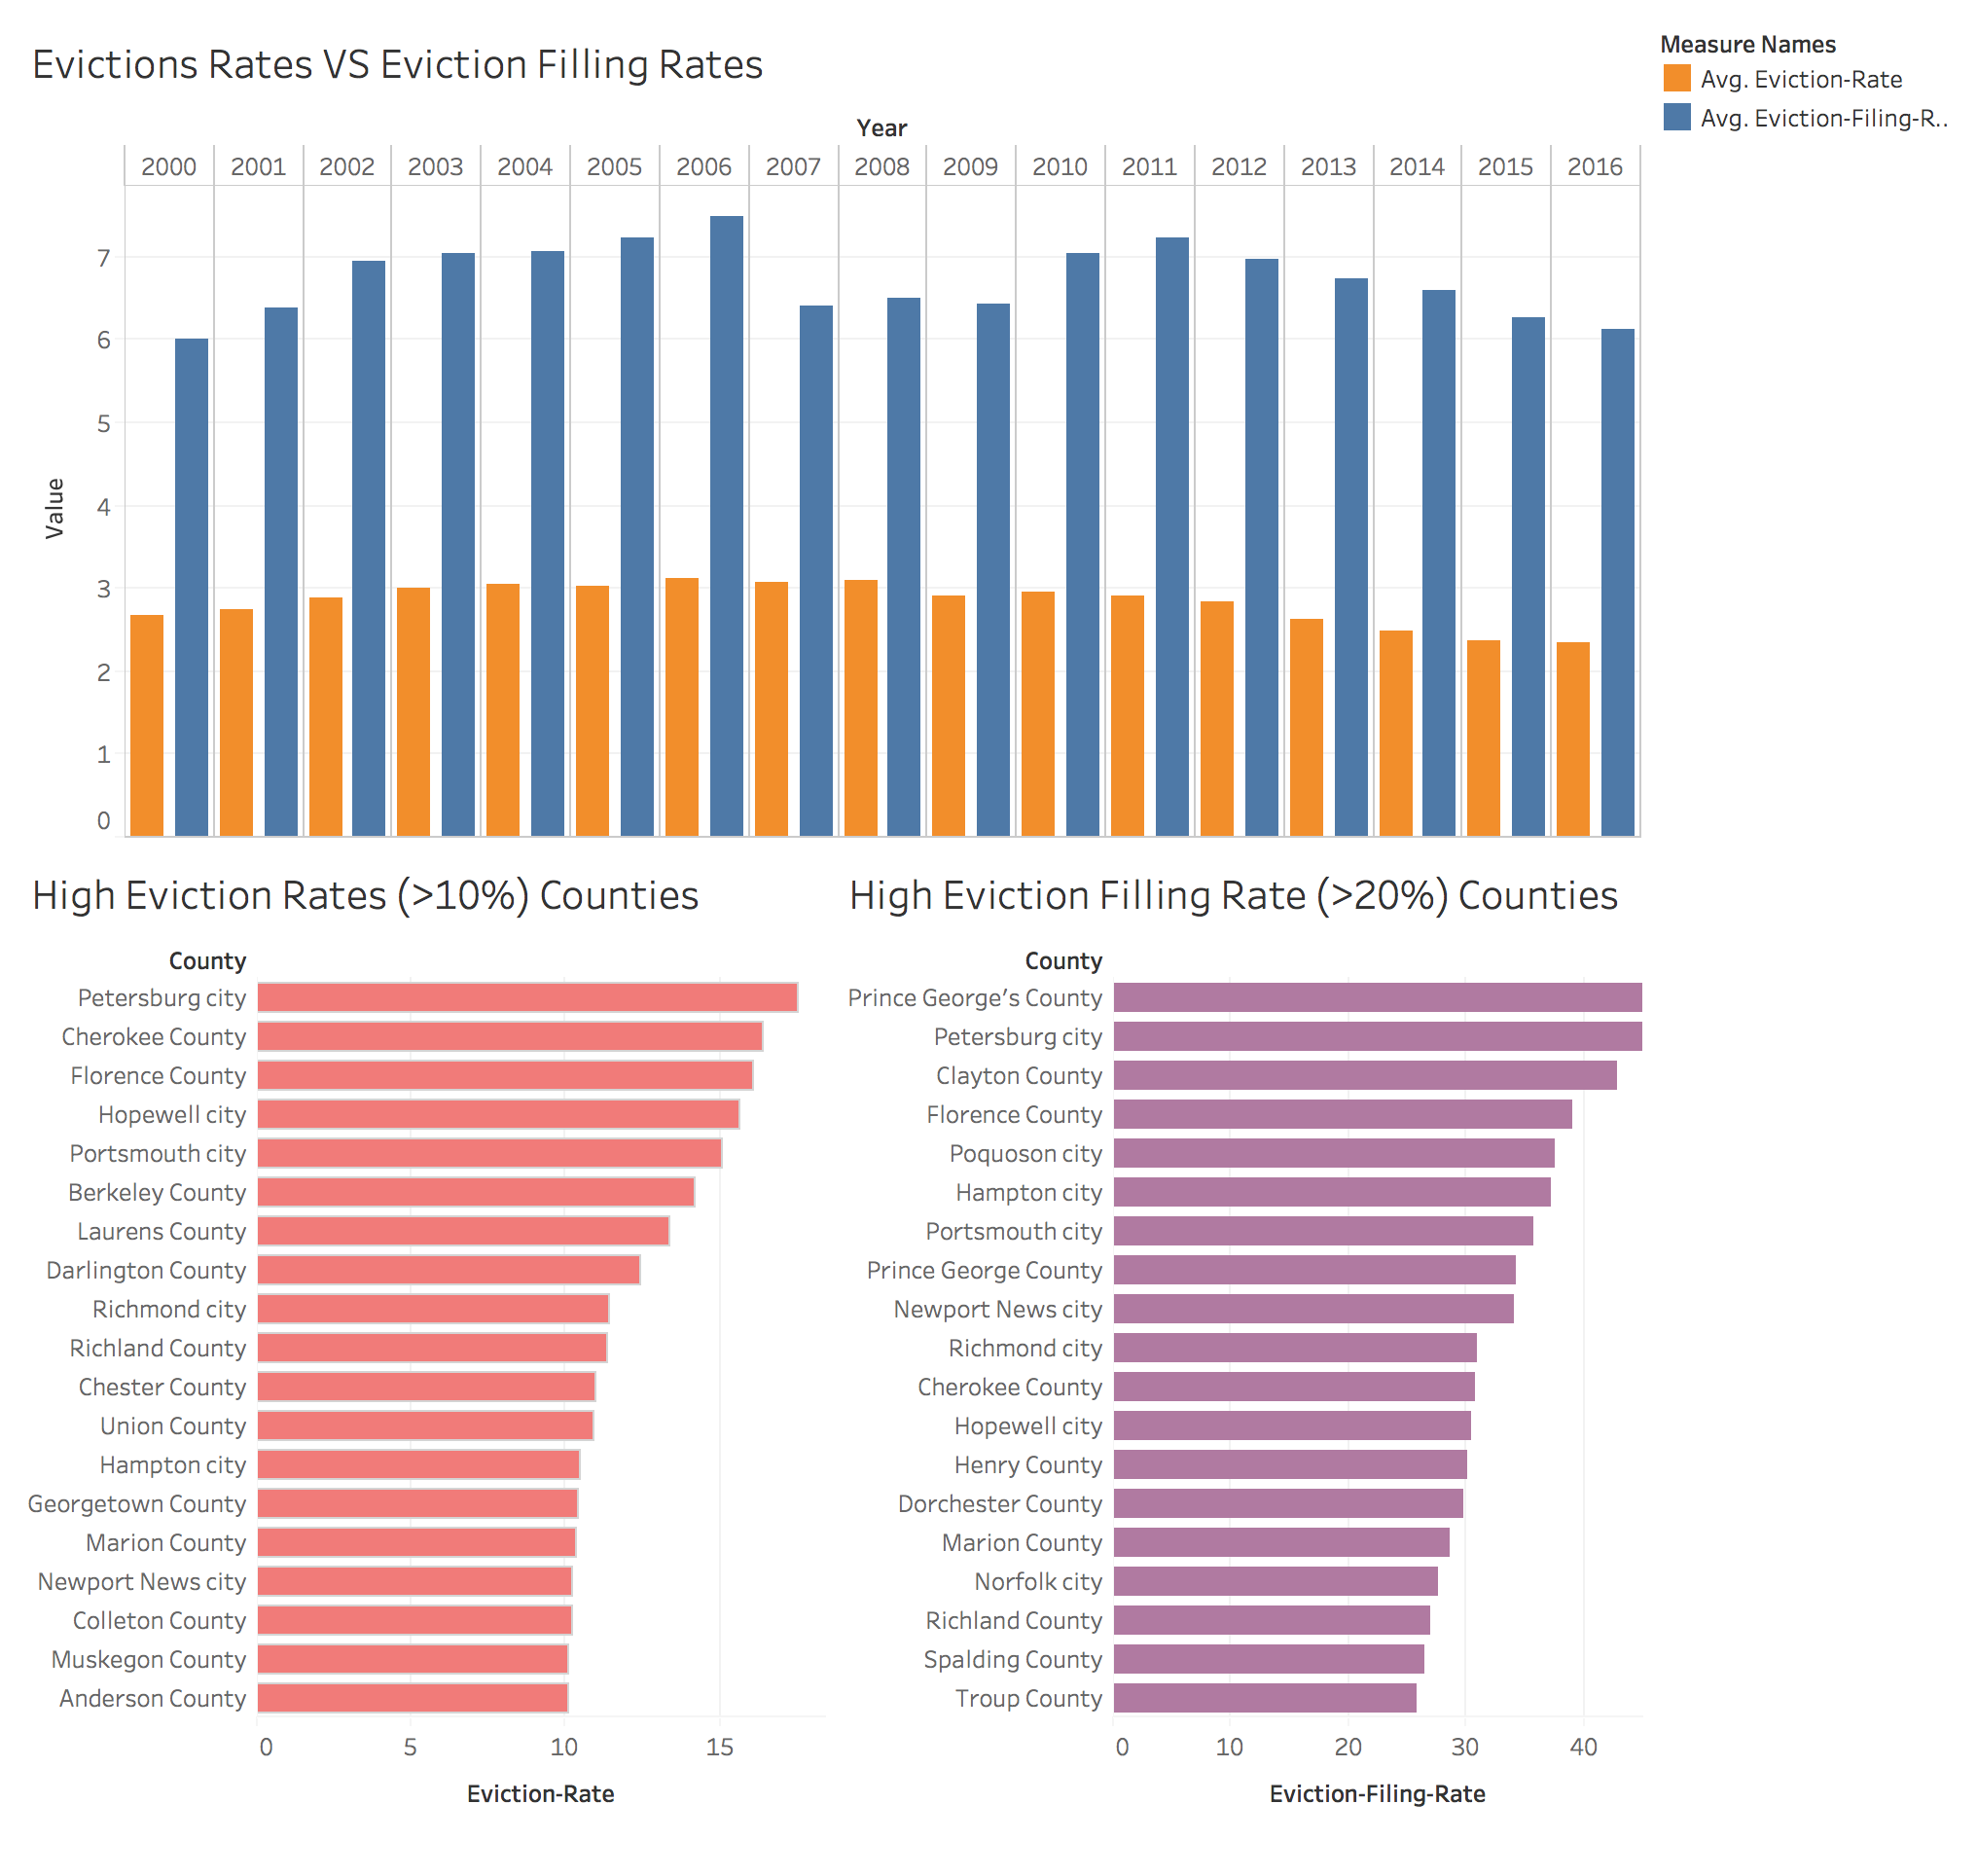 Evictions Rates VS Eviction Filling Rates
Measure Names
Avg. Eviction-Rate
Avg. Eviction-Filing-R..
Year
2000 2001 2002 2003 2004 2005 2006 2007 2008 2009 2010 2011 2012 2013 2014 2015 2016
7
6
5
4
3
2
1
0
Value
High Eviction Rates (>10%) Counties
County
Petersburg city
Cherokee County
Florence County
Hopewell city
Portsmouth city
Berkeley County
Laurens County
Darlington County
Richmond city
Richland County
Chester County
Union County
Hampton city
Georgetown County
Marion County
Newport News city
Colleton County
Muskegon County
Anderson County
0 5 10 15
Eviction-Rate
High Eviction Filling Rate (>20%) Counties
County
Prince George's County
Petersburg city
Clayton County
Florence County
Poquoson city
Hampton city
Portsmouth city
Prince George County
Newport News city
Richmond city
Cherokee County
Hopewell city
Henry County
Dorchester County
Marion County
Norfolk city
Richland County
Spalding County
Troup County
0 10 20 30 40
Eviction-Filing-Rate